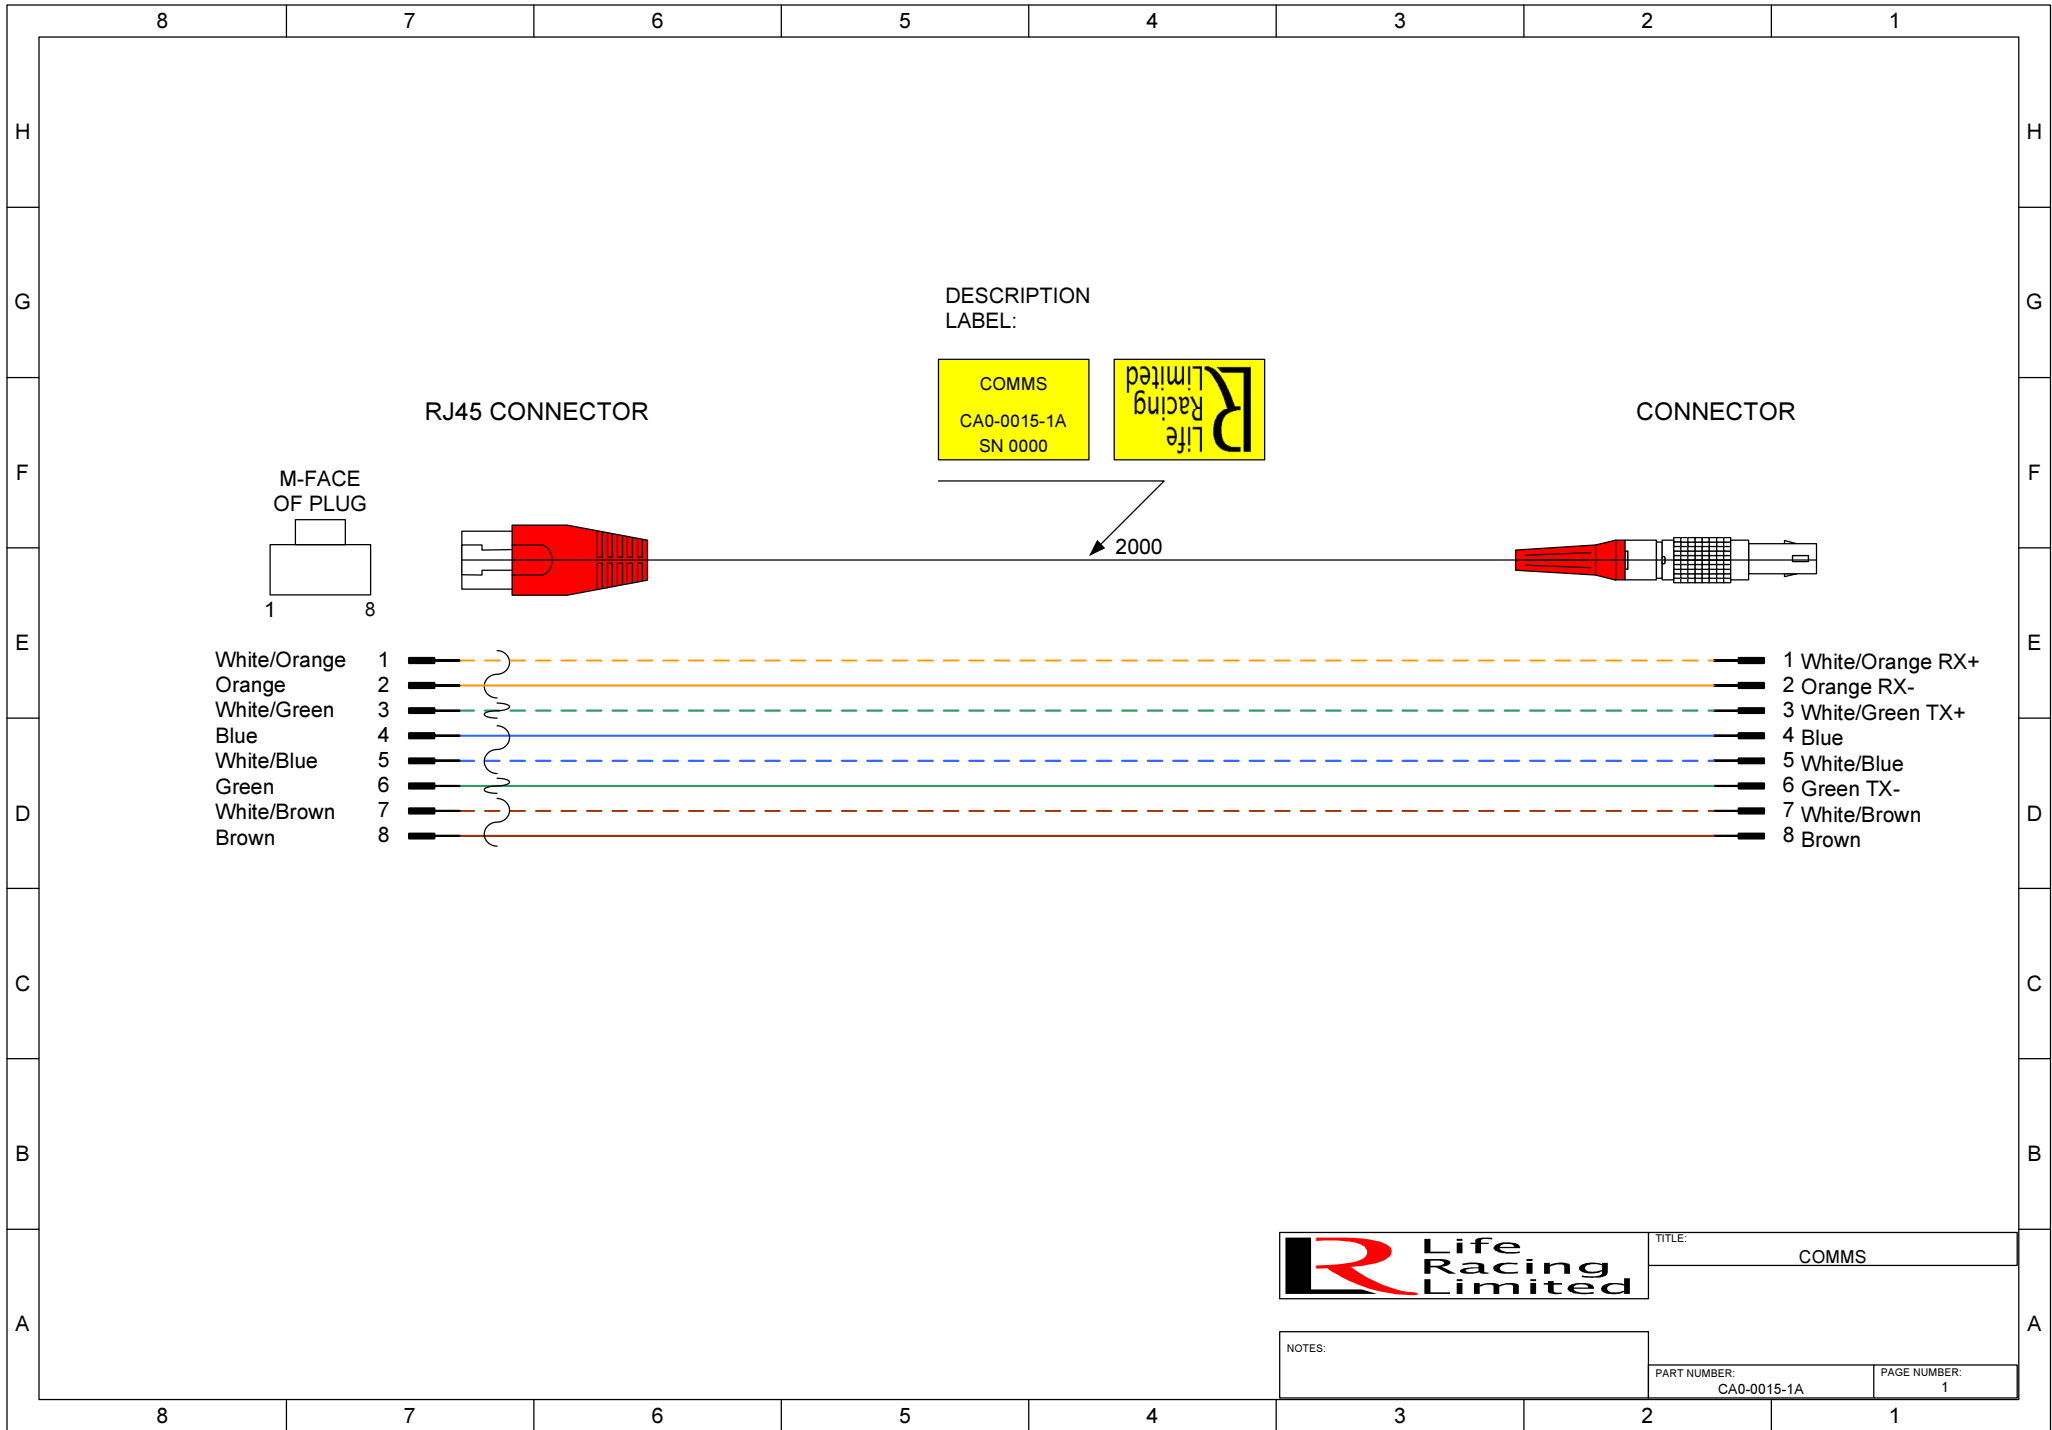 8 7 6 5 4 3 2 1
H H
G G
DESCRIPTION
LABEL:
COMMS
CA0-0015-1A
SN 0000
Life
Racing
Limited
RJ45 CONNECTOR
CONNECTOR
F F
M-FACE
OF PLUG
1 8
2000
E E
White/Orange 1
Orange 2
White/Green 3
Blue 4
White/Blue 5
Green 6
White/Brown 7
Brown 8
1 White/Orange RX+
2 Orange RX-
3 White/Green TX+
4 Blue
5 White/Blue
6 Green TX-
7 White/Brown
8 Brown
D D
C C
B B
A A
Life
Racing
Limited
TITLE:
COMMS
NOTES:
PART NUMBER:
CA0-0015-1A
PAGE NUMBER:
1
8 7 6 5 4 3 2 1